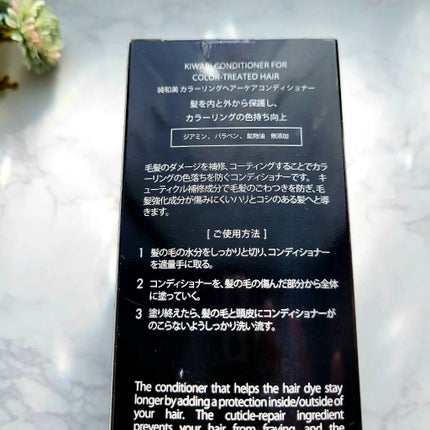 KIWABI CONDITIONER FOR
COLOR-TREATED HAIR
綺和美 カラーリングヘアーケアコンディショナー
髪を内と外から保護し、
カラーリングの色持ち向上
ジアミン、パラベン、鉱物油 無添加
毛髪のダメージを補修、コーティングすることでカラ
ーリングの色落ちを防ぐコンディショナーです。 キ
ューティクル補修成分で毛髪のごわつきを防ぎ、毛
髪強化成分が傷みにくいハリとコシのある髪へと導
きます。
[ ご使用方法 ]
1 髪の毛の水分をしっかりと切り、コンディショナー
を適量手に取る。
2 コンディショナーを、髪の毛の傷んだ部分から全体
に塗っていく。
3 塗り終えたら、髪の毛と頭皮にコンディショナーが
のこらないようしっかり洗い流す。
The conditioner that helps the hair dye stay
longer by adding a protection inside/outside of
your hair. The cuticle-repair ingredient
prevents your hair from fraying, and the